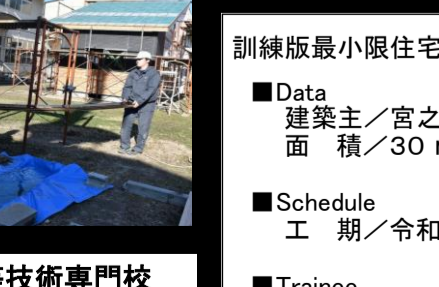 訓練版最小限住宅
■Data
建築主／宮之
面　積／30
■Schedule
工　期／令和
■Trainee
技術専門校